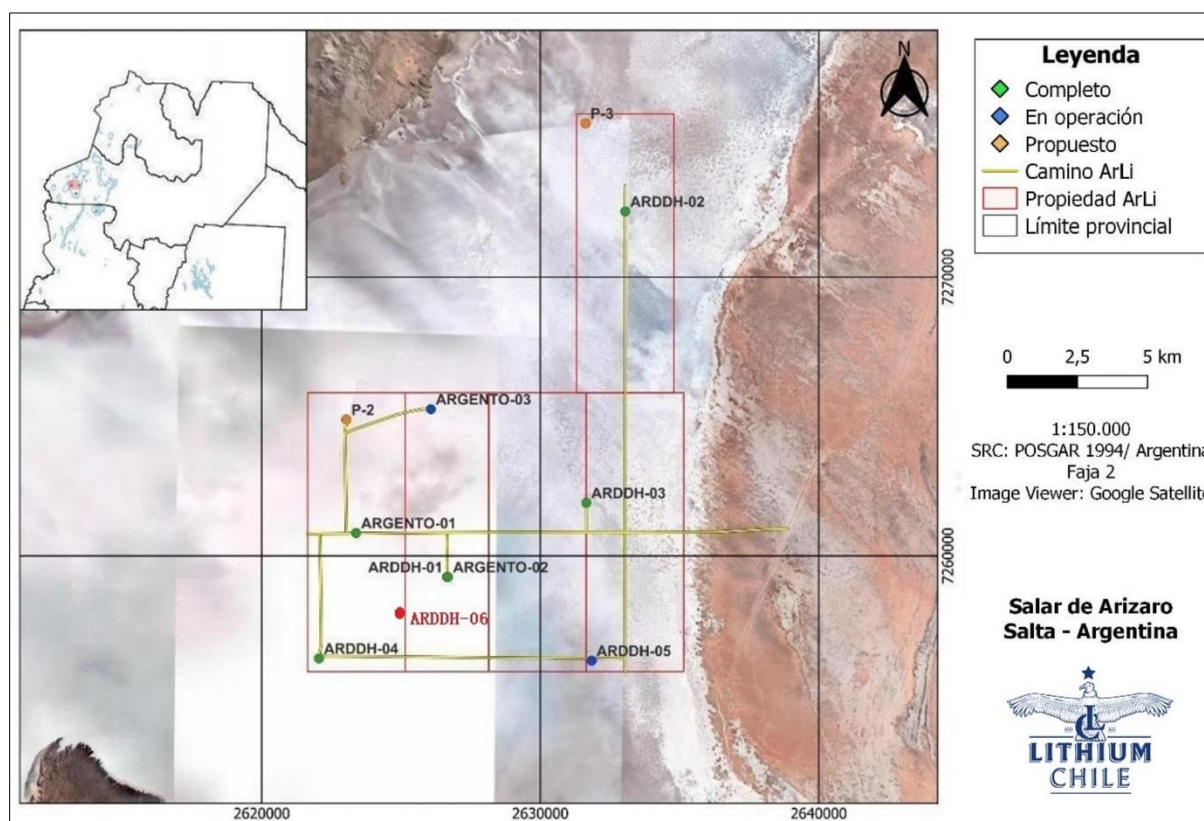 N
P-3
ARDDH-02
7270000
P-2
ARGENTO-03
ARDDH-03
ARGENTO-01
7260000
ARDDH-01
ARGENTO-02
ARDDH-06
ARDDH-04
ARDDH-05
2620000
2630000
2640000
Leyenda
Completo
En operación
Propuesto
Camino ArLi
Propiedad ArLi
Límite provincial
0 2,5 5 km
1:150.000
SRC: POSGAR 1994/ Argentina
Faja 2
Image Viewer: Google Satellite
Salar de Arizaro
Salta - Argentina
LC
LITHIUM
CHILE